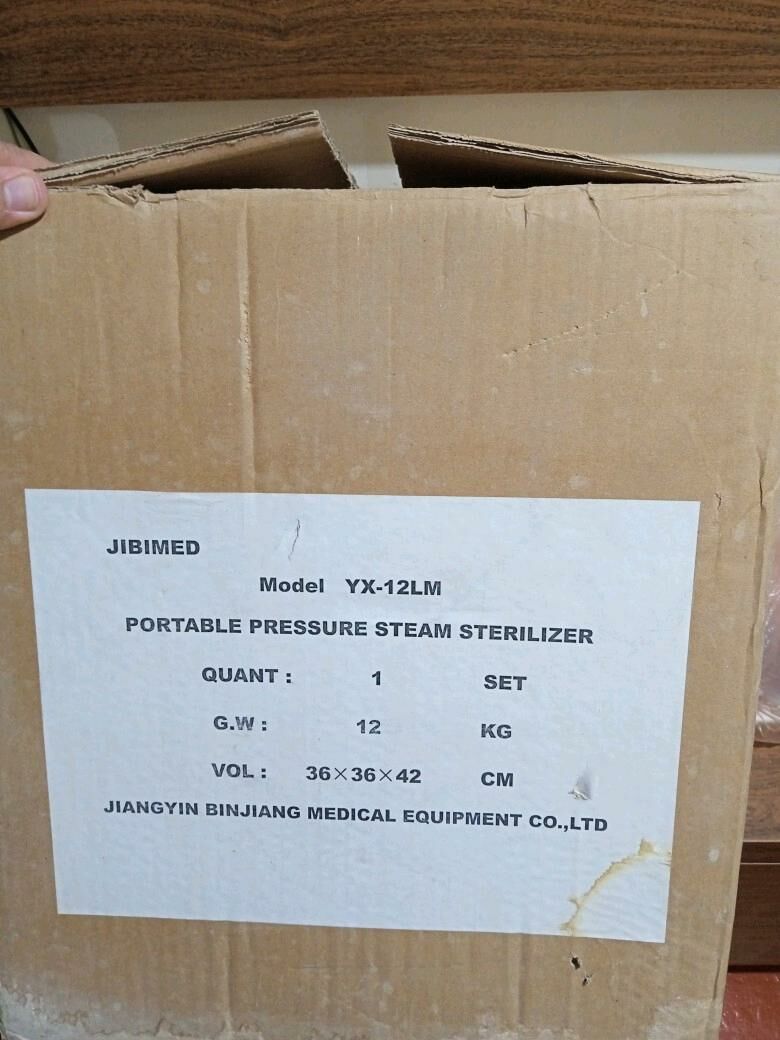 JIBIMED
Model YX-12LM
PORTABLE PRESSURE STEAM STERILIZER
QUANT : 1 SET
G.W : 12 KG
VOL : 36×36×42 CM
JIANGYIN BINJIANG MEDICAL EQUIPMENT CO.,LTD